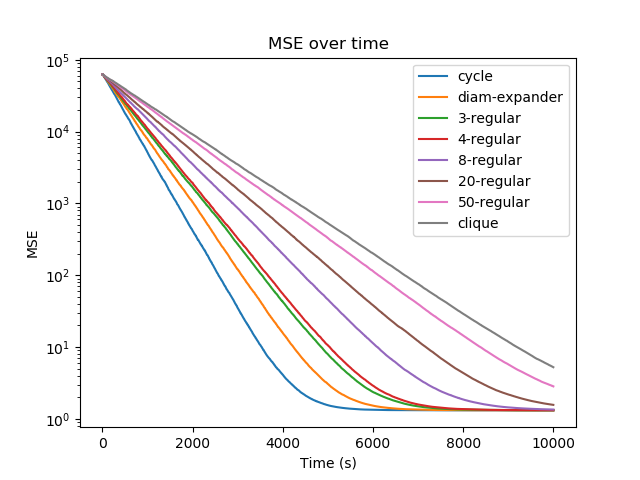 MSE over time
10^5
10^4
10^3
10^2
10^1
10^0
MSE
cycle
diam-expander
3-regular
4-regular
8-regular
20-regular
50-regular
clique
0 2000 4000 6000 8000 10000
Time (s)